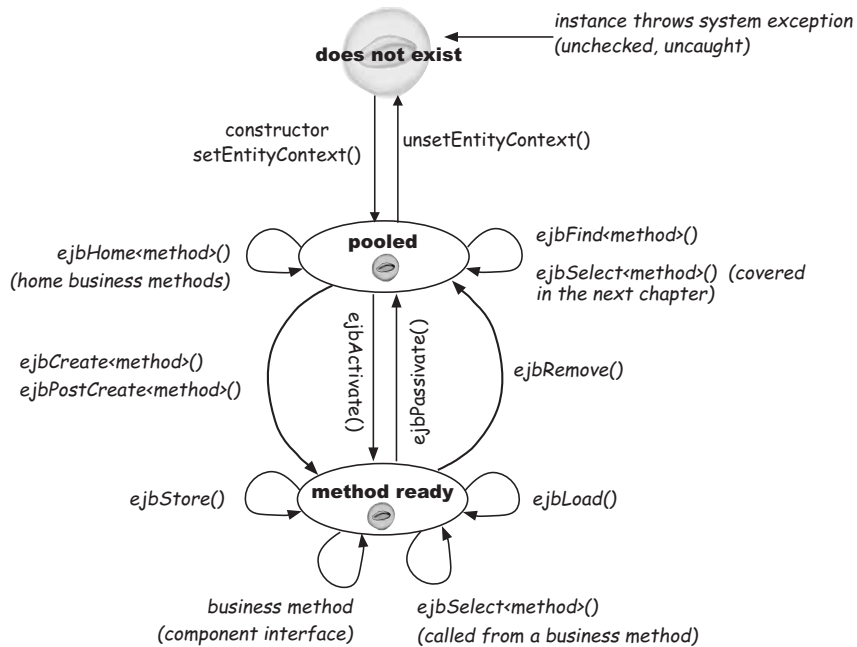 instance throws system exception
(unchecked, uncaught)
does not exist
constructor
setEntityContext()
unsetEntityContext()
pooled
ejbHome<method>()
(home business methods)
ejbFind<method>()
ejbSelect<method>() (covered
in the next chapter)
ejbCreate<method>()
ejbPostCreate<method>()
ejbActivate()
ejbPassivate()
ejbRemove()
method ready
ejbStore()
ejbLoad()
business method
(component interface)
ejbSelect<method>()
(called from a business method)